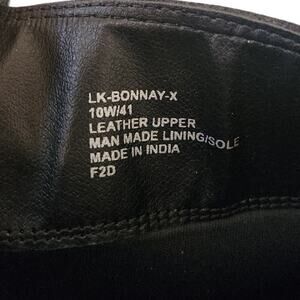 LK-BONNAY-X
10W/41
LEATHER UPPER
MAN MADE LINING/SOLE
MADE IN INDIA
F2D